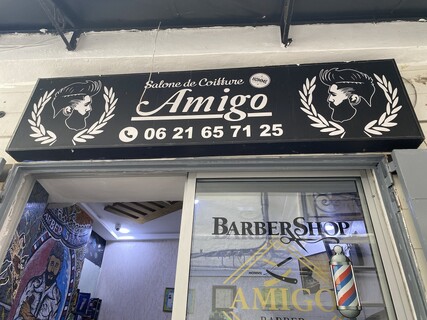 Salone de Coiffure
HOMME
Amigo
06 21 65 71 25
BARBERSHOP
AMIGO
BARBER